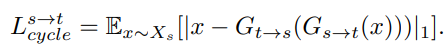 $L_{cycle}^{s \to t} = \mathbb{E}_{x \sim X_s}[|x - G_{t \to s}(G_{s \to t}(x)))|_1].$